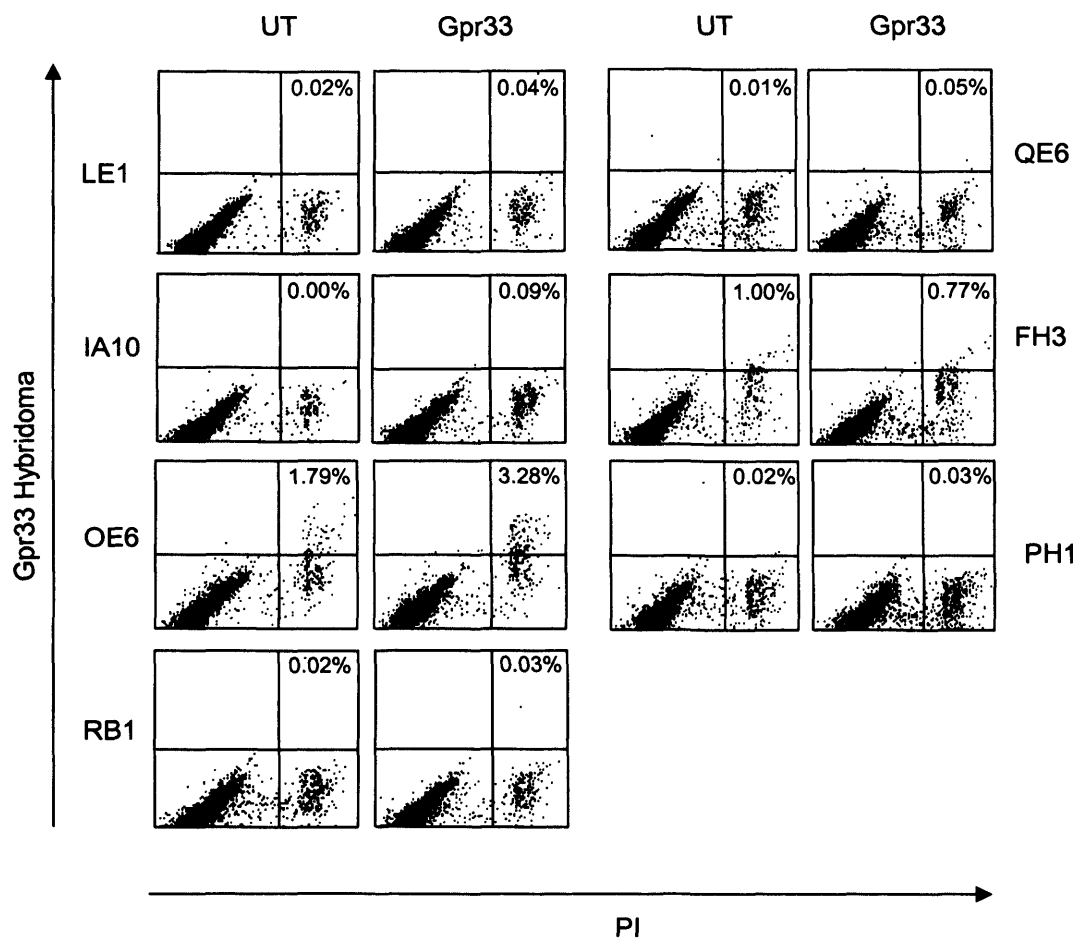 UT Gpr33 UT Gpr33
LE1 0.02% 0.04% 0.01% 0.05% QE6
IA10 0.00% 0.09% 1.00% 0.77% FH3
OE6 1.79% 3.28% 0.02% 0.03% PH1
RB1 0.02% 0.03%
Gpr33 Hybridoma
PI